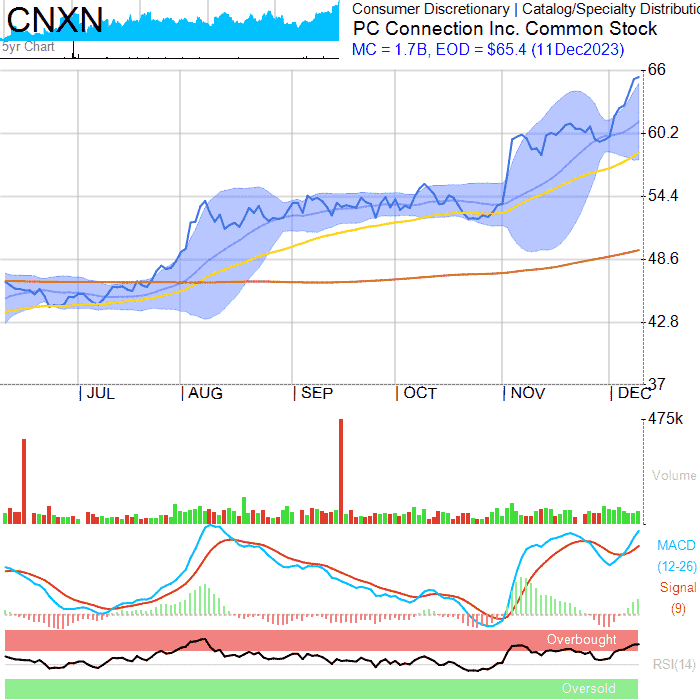 CNXN
5yr Chart
Consumer Discretionary | Catalog/Specialty Distributic
PC Connection Inc. Common Stock
MC = 1.7B, EOD = $65.4 (11Dec2023)
66
60.2
54.4
48.6
42.8
37
JUL
AUG
SEP
OCT
NOV
DEC
475k
Volume
MACD
(12-26)
Signal
(9)
Overbought
RSI(14)
Oversold